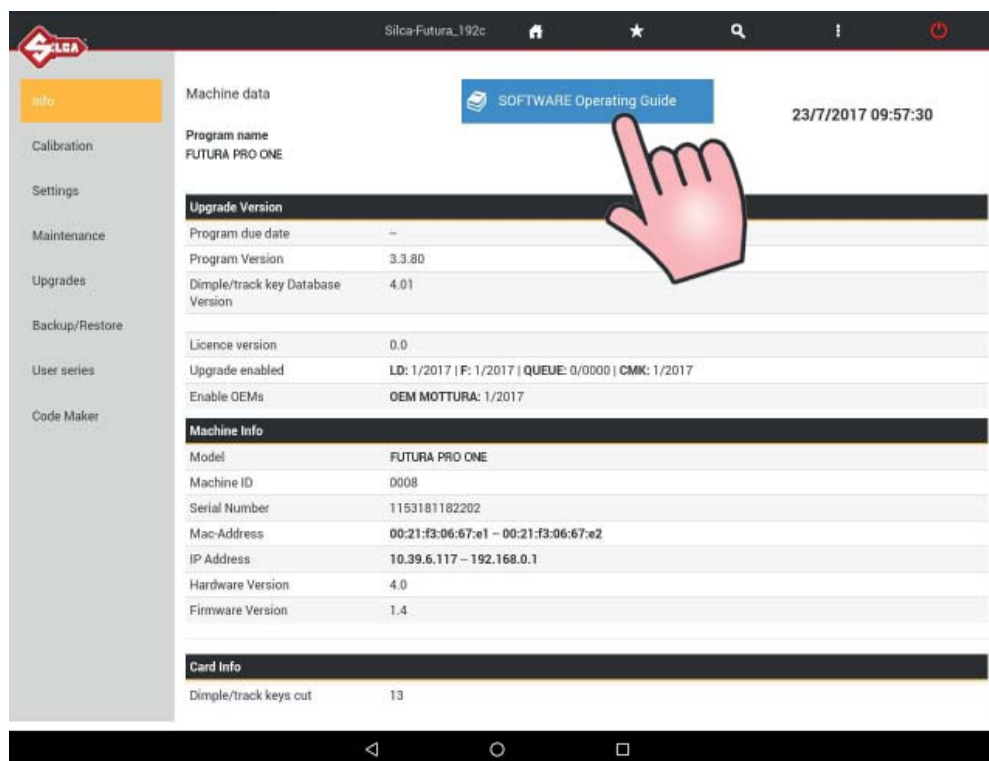 Silca-Futura_192c
SILCA
Info
Calibration
Settings
Maintenance
Upgrades
Backup/Restore
User series
Code Maker
Machine data
SOFTWARE Operating Guide
23/7/2017 09:57:30
Program name
FUTURA PRO ONE
Upgrade Version
Program due date –
Program Version 3.3.80
Dimple/track key Database 4.01
Version
Licence version 0.0
Upgrade enabled LD: 1/2017 | F: 1/2017 | QUEUE: 0/0000 | CMK: 1/2017
Enable OEMs OEM MOTTURA: 1/2017
Machine Info
Model FUTURA PRO ONE
Machine ID 0008
Serial Number 1153181182202
Mac-Address 00:21:f3:06:67:e1 – 00:21:f3:06:67:e2
IP Address 10.39.6.117 – 192.168.0.1
Hardware Version 4.0
Firmware Version 1.4
Card Info
Dimple/track keys cut 13